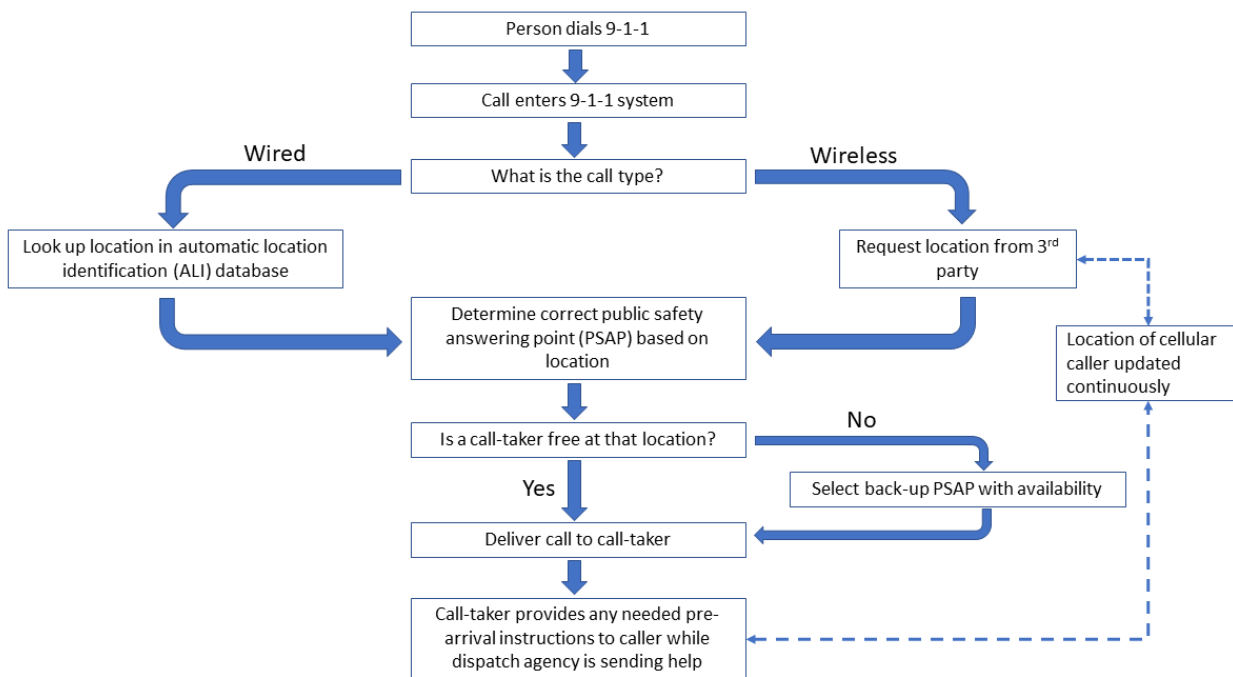 Person dials 9-1-1
Call enters 9-1-1 system
Wired
Wireless
What is the call type?
Look up location in automatic location
identification (ALI) database
Request location from 3rd
party
Determine correct public safety
answering point (PSAP) based on
location
Location of cellular
caller updated
continuously
Is a call-taker free at that location?
No
Yes
Select back-up PSAP with availability
Deliver call to call-taker
Call-taker provides any needed pre-
arrival instructions to caller while
dispatch agency is sending help